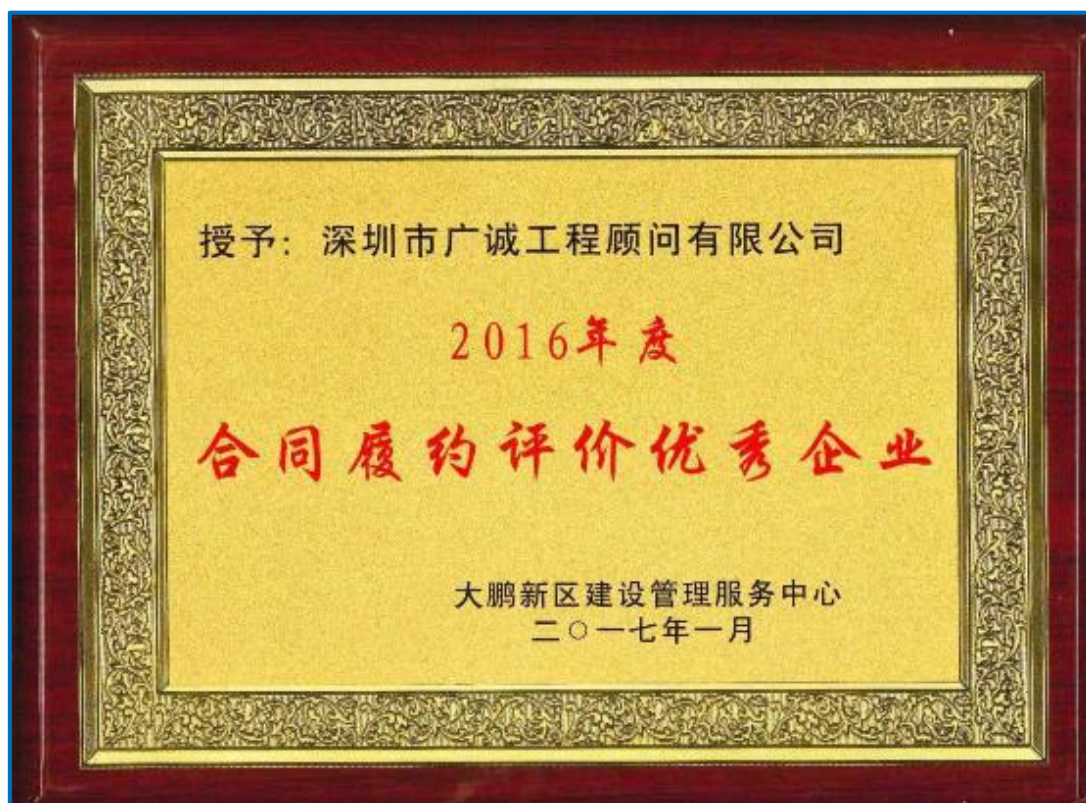 授予：深圳市广诚工程顾问有限公司
2016年度
合同履约评价优秀企业
大鹏新区建设管理服务中心
二〇一七年一月